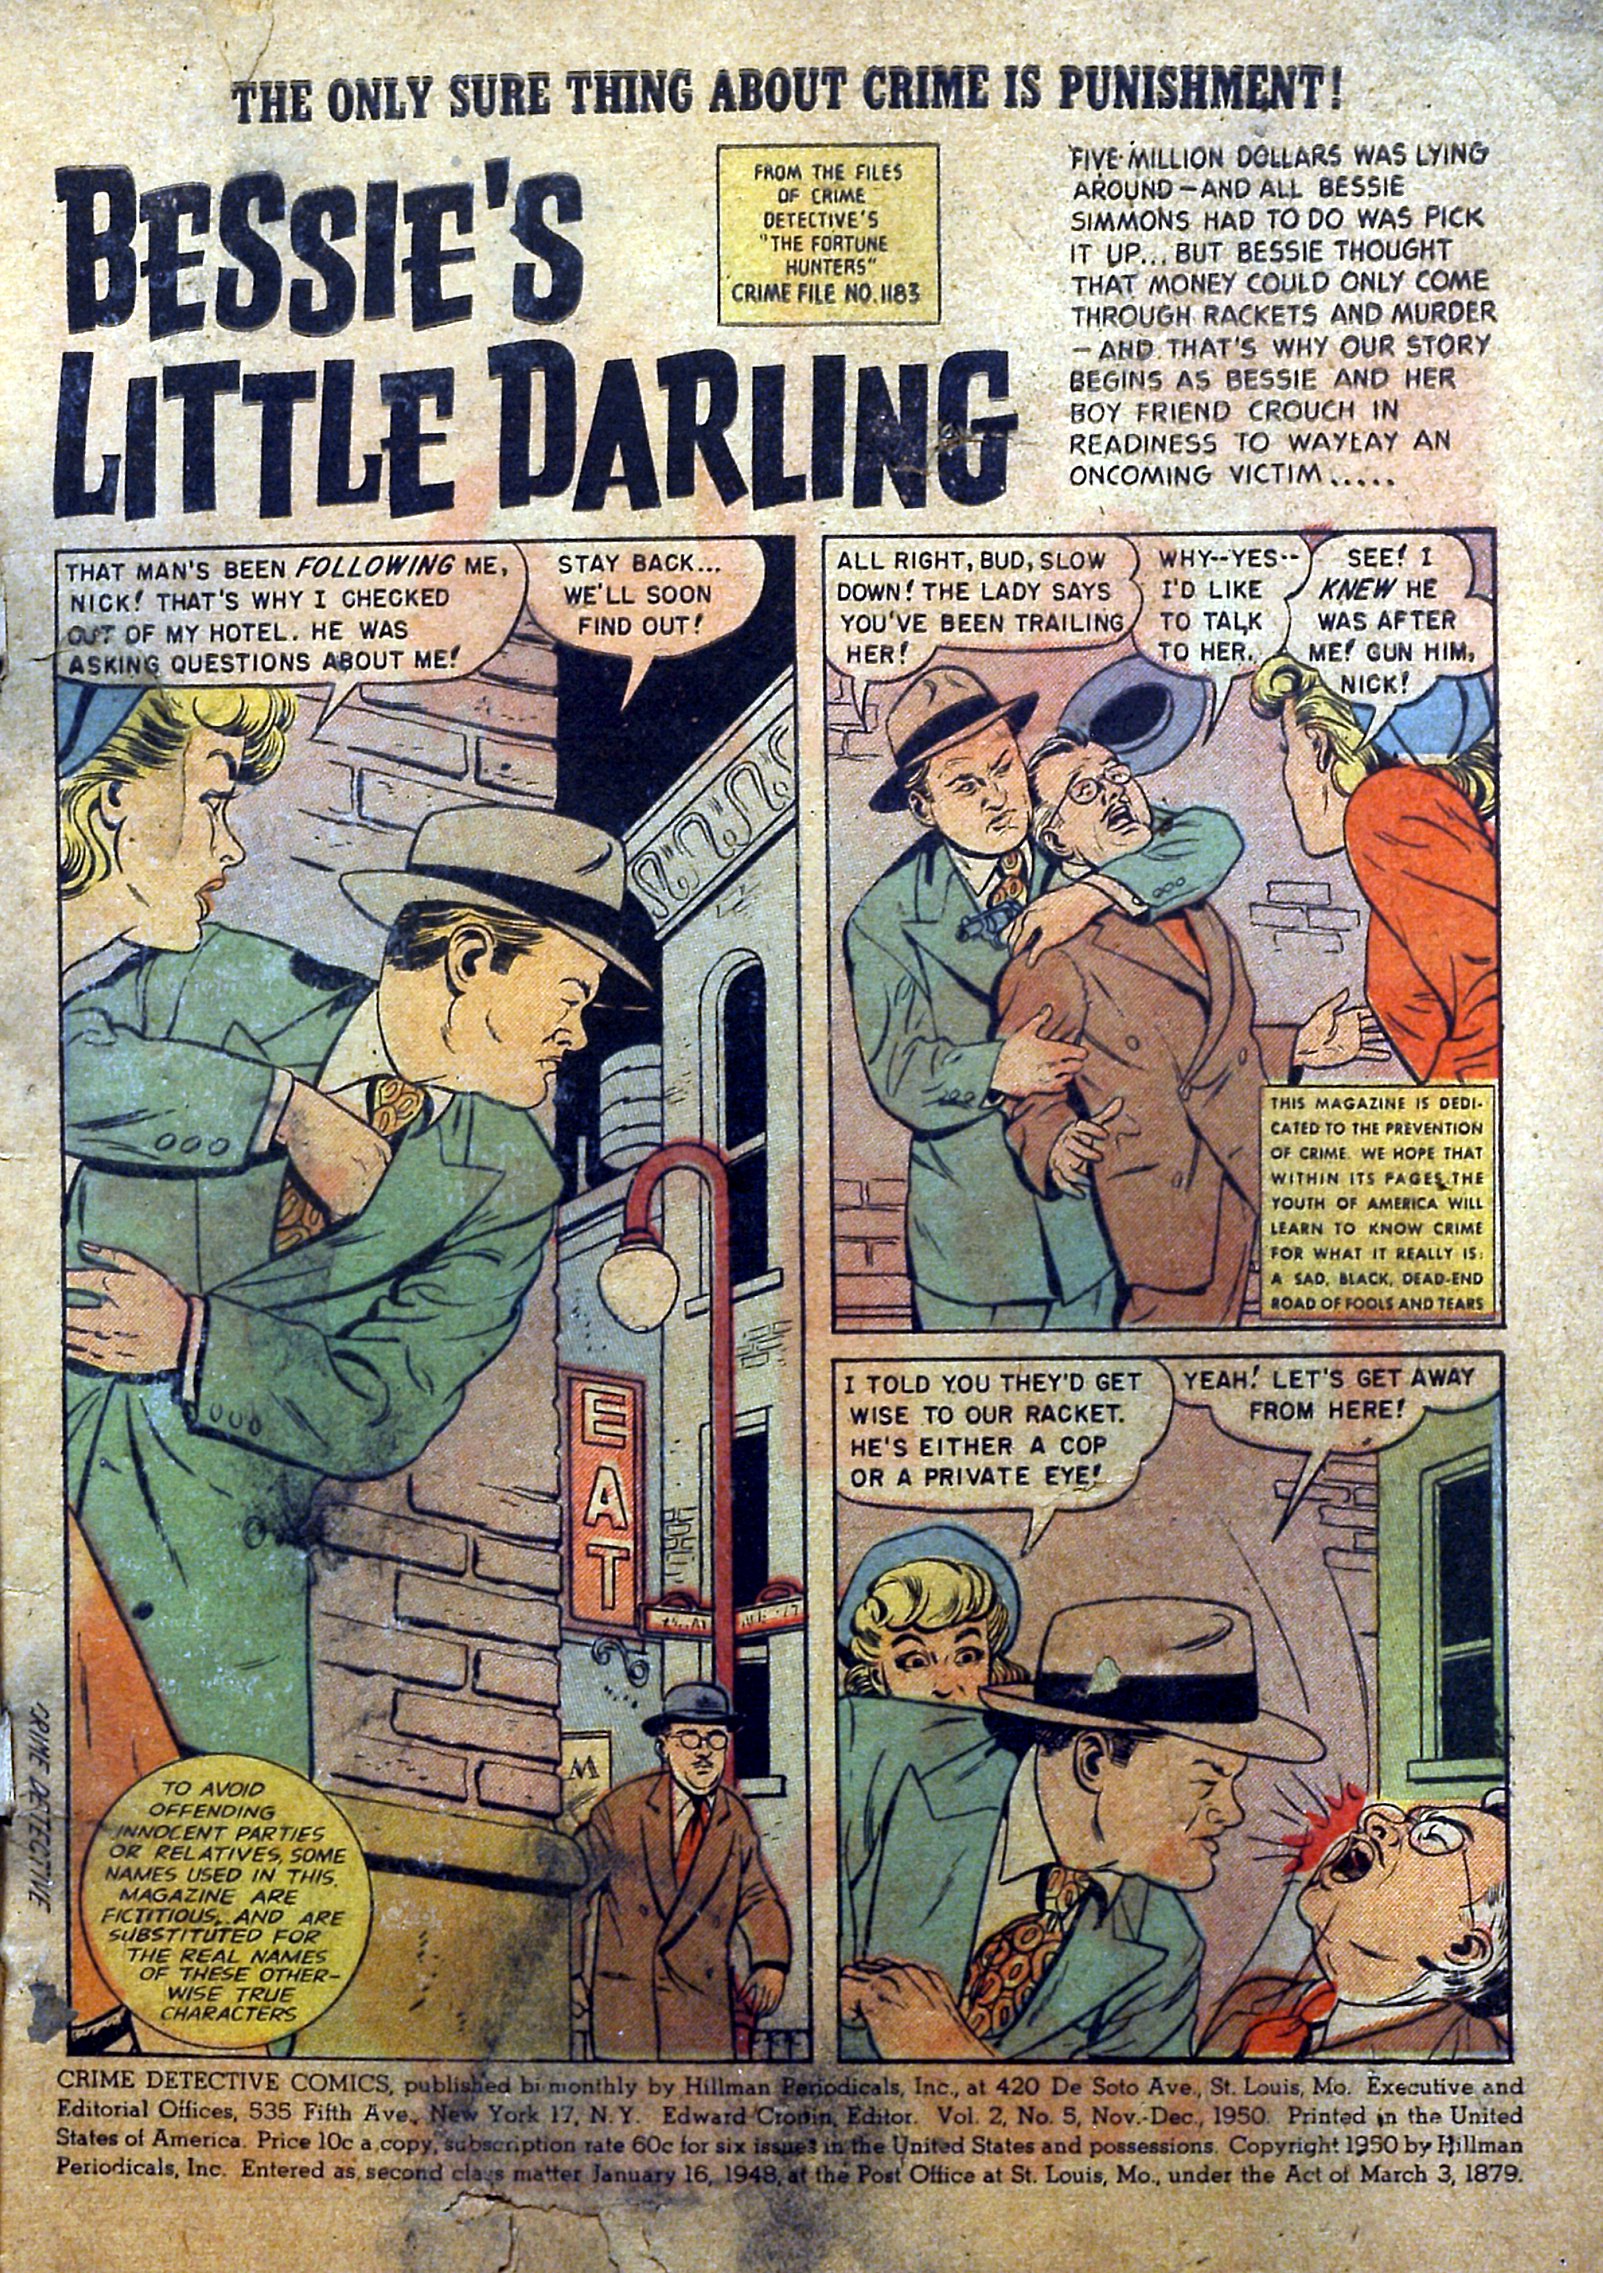 THE ONLY SURE THING ABOUT CRIME IS PUNISHMENT!
BESSIE'S
LITTLE DARLING
FROM THE FILES
OF CRIME
DETECTIVE'S
"THE FORTUNE
HUNTERS"
CRIME FILE NO. 1183
FIVE MILLION DOLLARS WAS LYING
AROUND—AND ALL BESSIE
SIMMONS HAD TO DO WAS PICK
IT UP... BUT BESSIE THOUGHT
THAT MONEY COULD ONLY COME
THROUGH RACKETS AND MURDER
—AND THAT'S WHY OUR STORY
BEGINS AS BESSIE AND HER
BOY FRIEND CROUCH IN
READINESS TO WAYLAY AN
ONCOMING VICTIM.....
THAT MAN'S BEEN FOLLOWING ME,
NICK! THAT'S WHY I CHECKED
OUT OF MY HOTEL. HE WAS
ASKING QUESTIONS ABOUT ME!
STAY BACK...
WE'LL SOON
FIND OUT!
EAT
M
TO AVOID
OFFENDING
INNOCENT PARTIES
OR RELATIVES, SOME
NAMES USED IN THIS
MAGAZINE ARE
FICTITIOUS, AND ARE
SUBSTITUTED FOR
THE REAL NAMES
OF THESE OTHER-
WISE TRUE
CHARACTERS
ALL RIGHT, BUD, SLOW
DOWN! THE LADY SAYS
YOU'VE BEEN TRAILING
HER!
WHY--YES--
I'D LIKE
TO TALK
TO HER.
SEE! I
KNEW HE
WAS AFTER
ME! GUN HIM,
NICK!
THIS MAGAZINE IS DEDI-
CATED TO THE PREVENTION
OF CRIME. WE HOPE THAT
WITHIN ITS PAGES THE
YOUTH OF AMERICA WILL
LEARN TO KNOW CRIME
FOR WHAT IT REALLY IS:
A SAD, BLACK, DEAD-END
ROAD OF FOOLS AND TEARS
I TOLD YOU THEY'D GET
WISE TO OUR RACKET.
HE'S EITHER A COP
OR A PRIVATE EYE!
YEAH! LET'S GET AWAY
FROM HERE!
CRIME DETECTIVE
CRIME DETECTIVE COMICS, published bi monthly by Hillman Periodicals, Inc., at 420 De Soto Ave., St. Louis, Mo. Executive and
Editorial Offices, 535 Fifth Ave., New York 17, N.Y. Edward Cronin, Editor. Vol. 2, No. 5, Nov.-Dec., 1950. Printed in the United
States of America. Price 10c a copy, subscription rate 60c for six issues in the United States and possessions. Copyright 1950 by Hillman
Periodicals, Inc. Entered as second class matter January 16, 1948, at the Post Office at St. Louis, Mo., under the Act of March 3, 1879.